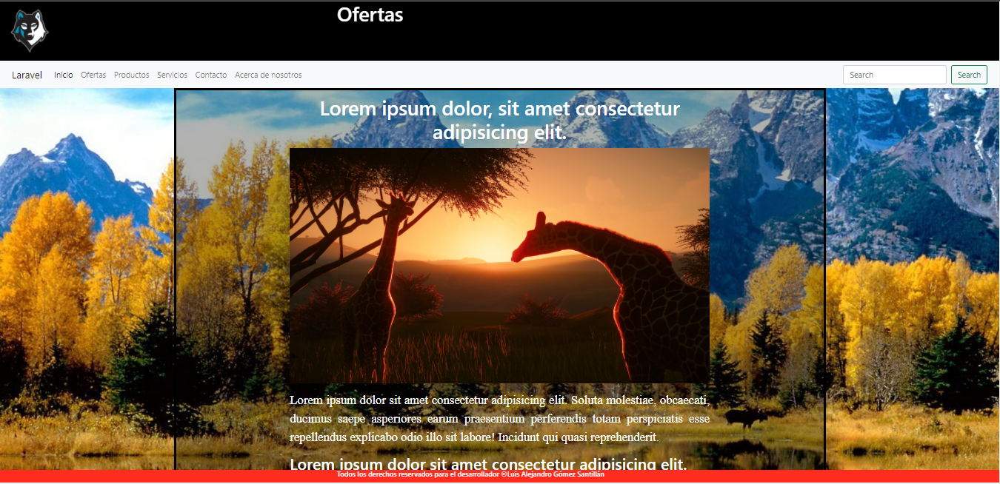 Ofertas
Laravel Inicio Ofertas Productos Servicios Contacto Acerca de nosotros Search Search
Lorem ipsum dolor, sit amet consectetur
adipisicing elit.
Lorem ipsum dolor sit amet consectetur adipisicing elit. Soluta molestiae, obcaecati,
ducimus saepe asperiores earum praesentium perferendis totam perspiciatis esse
repellendus explicabo odio illo sit labore! Incidunt qui quasi reprehenderit.
Lorem ipsum dolor sit amet consectetur adipisicing elit.
Todos los derechos reservados para el desarrollador ©Luis Alejandro Gómez Santillán